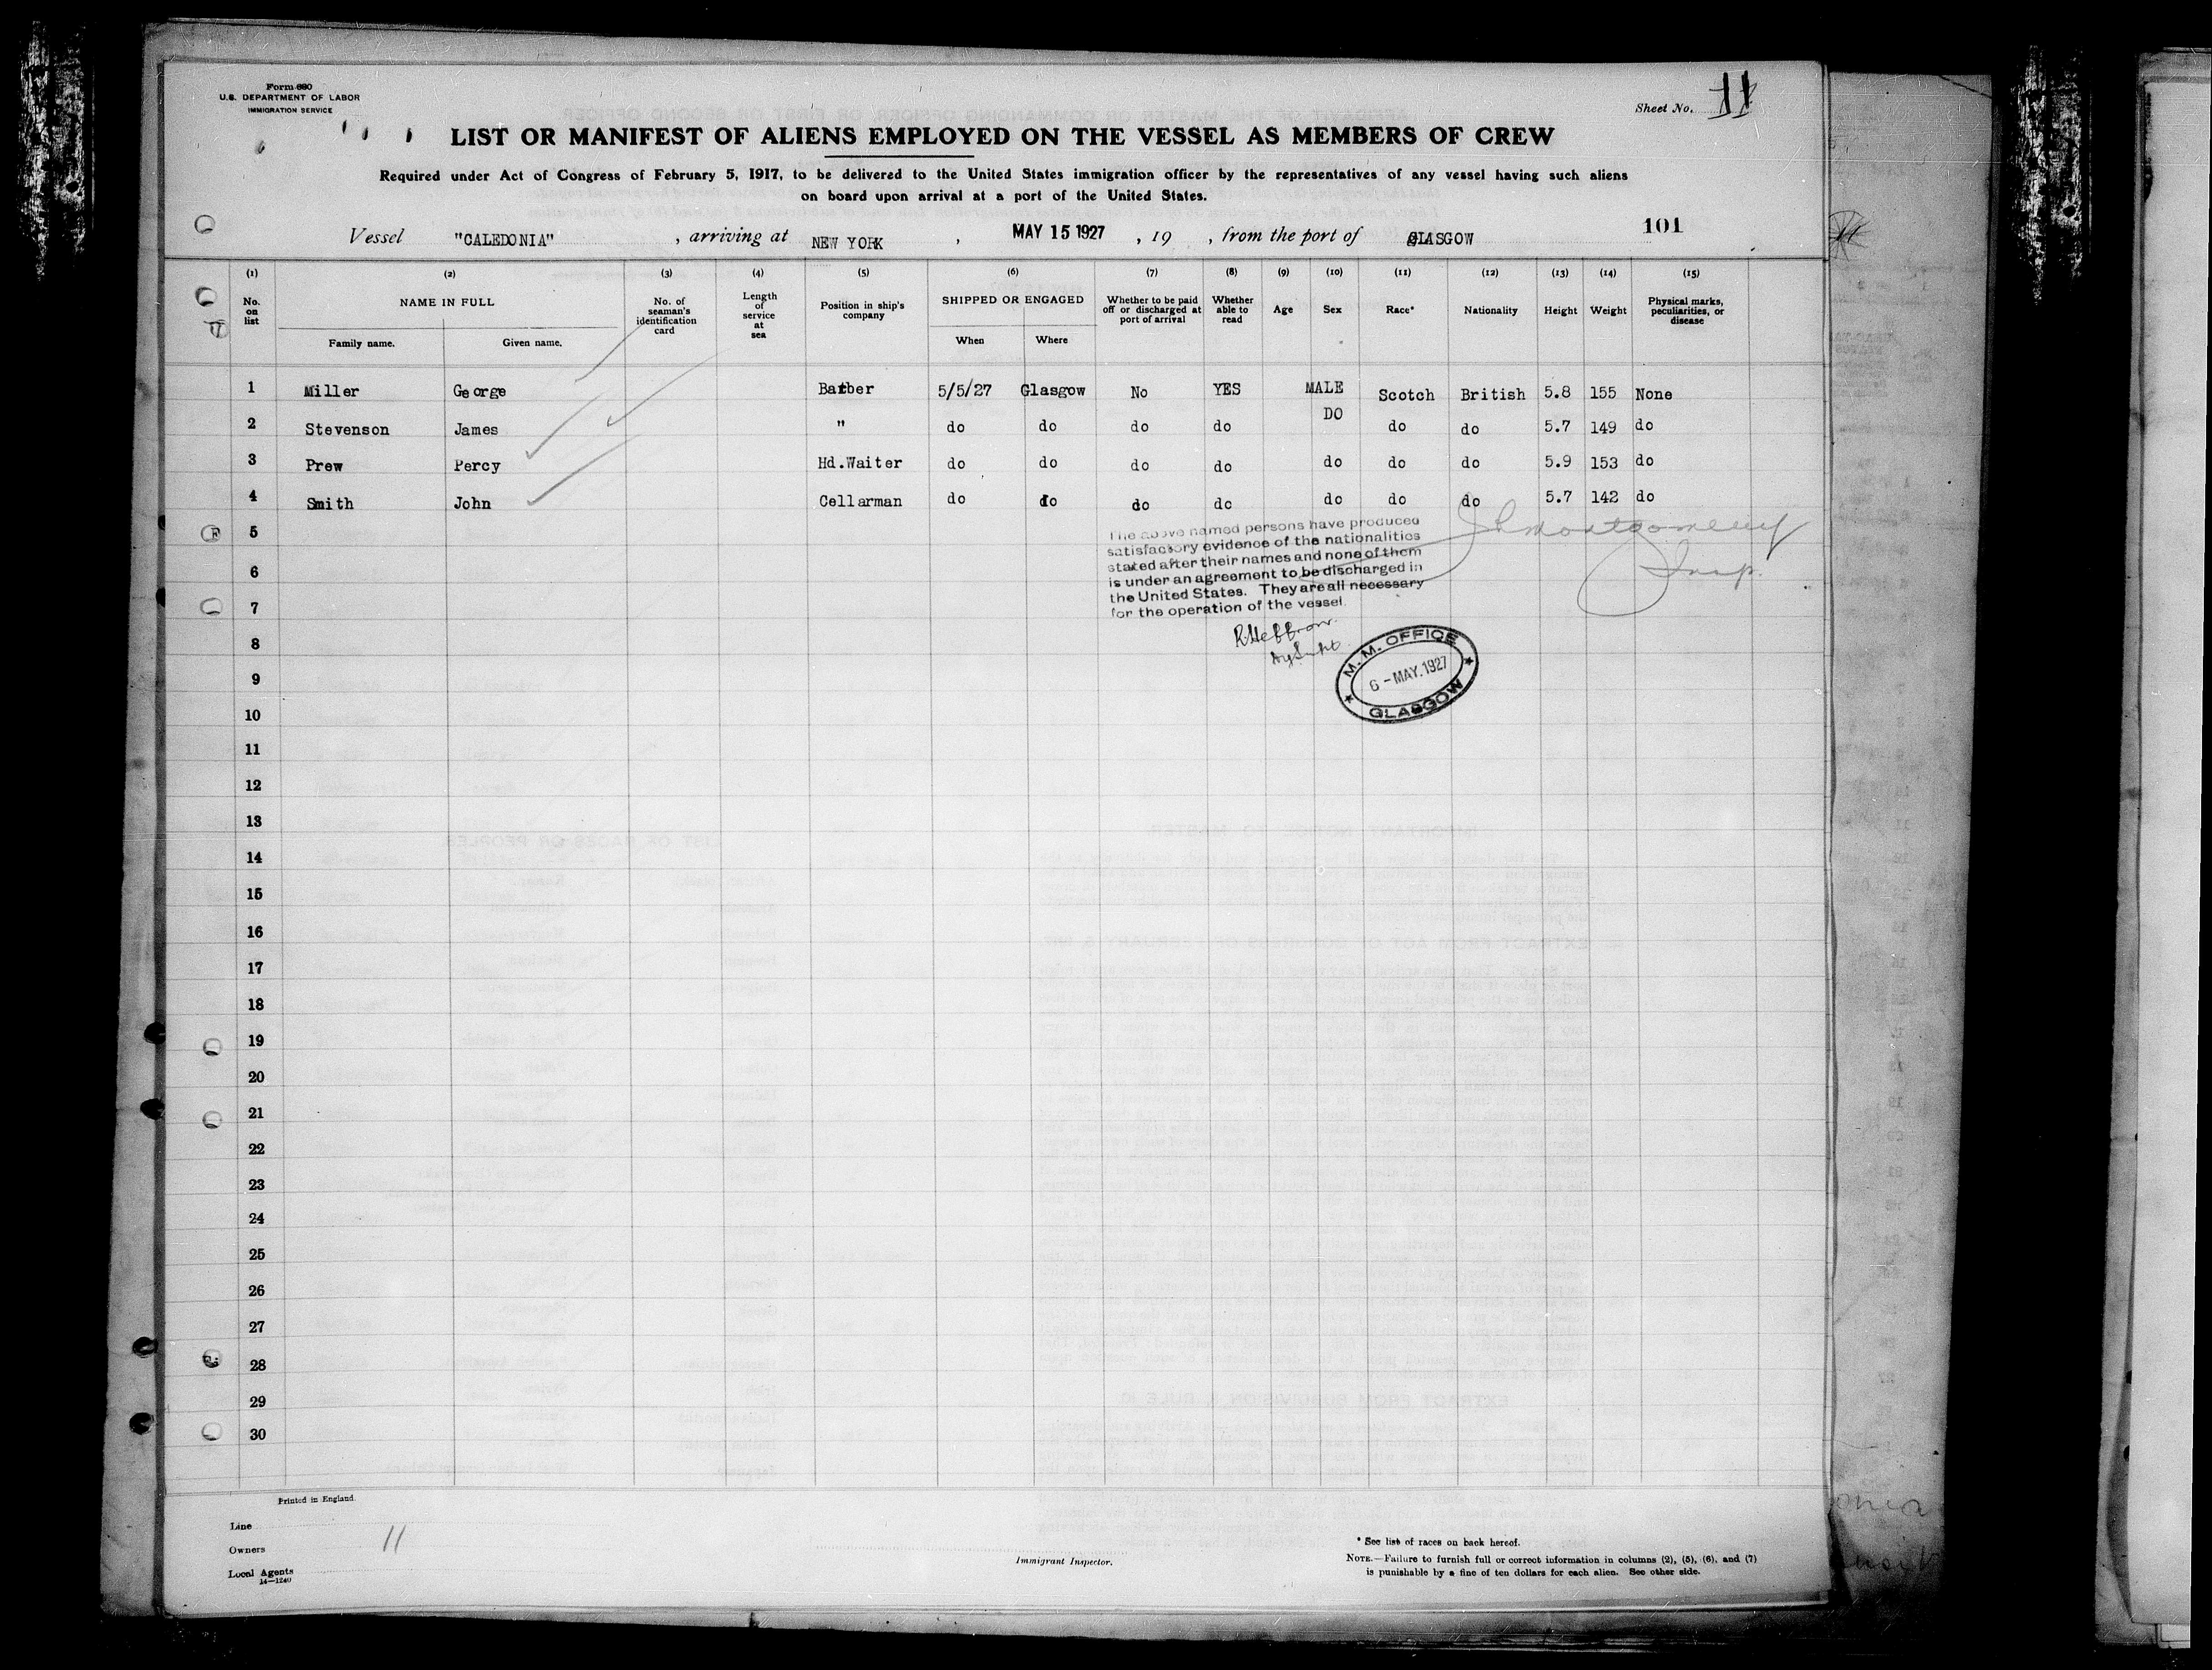 Form 680
U.S. DEPARTMENT OF LABOR
IMMIGRATION SERVICE
Sheet No. 11
LIST OR MANIFEST OF ALIENS EMPLOYED ON THE VESSEL AS MEMBERS OF CREW
Required under Act of Congress of February 5, 1917, to be delivered to the United States immigration officer by the representatives of any vessel having such aliens
on board upon arrival at a port of the United States.
101
Vessel "CALEDONIA", arriving at NEW YORK, MAY 15 1927, 19 , from the port of GLASGOW
(1) (2) (3) (4) (5) (6) (7) (8) (9) (10) (11) (12) (13) (14) (15)
No. on list NAME IN FULL No. of seaman's identification card Length of service at sea Position in ship's company SHIPPED OR ENGAGED Whether to be paid off or discharged at port of arrival Whether able to read Age Sex Race* Nationality Height Weight Physical marks, peculiarities, or disease
Family name. Given name. When Where
1 Miller George Barber 5/5/27 Glasgow No YES MALE Scotch British 5.8 155 None
2 Stevenson James " do do do do DO do do 5.7 149 do
3 Prew Percy Hd.Waiter do do do do do do do 5.9 153 do
4 Smith John Cellarman do do do do do do do 5.7 142 do
5
The above named persons have produced
satisfactory evidence of the nationalities
stated after their names and none of them
is under an agreement to be discharged in
the United States. They are all necessary
for the operation of the vessel.
Montgomery
Insp.
6
7
8
M. M. OFFICE
6 - MAY. 1927
GLASGOW
9
10
11
12
13
14
15
16
17
18
19
20
21
22
23
24
25
26
27
28
29
30
Printed in England.
Line
Owners
11
Local Agents
14—1240
Immigrant Inspector.
* See list of races on back hereof.
NOTE.—Failure to furnish full or correct information in columns (2), (5), (6), and (7)
is punishable by a fine of ten dollars for each alien. See other side.